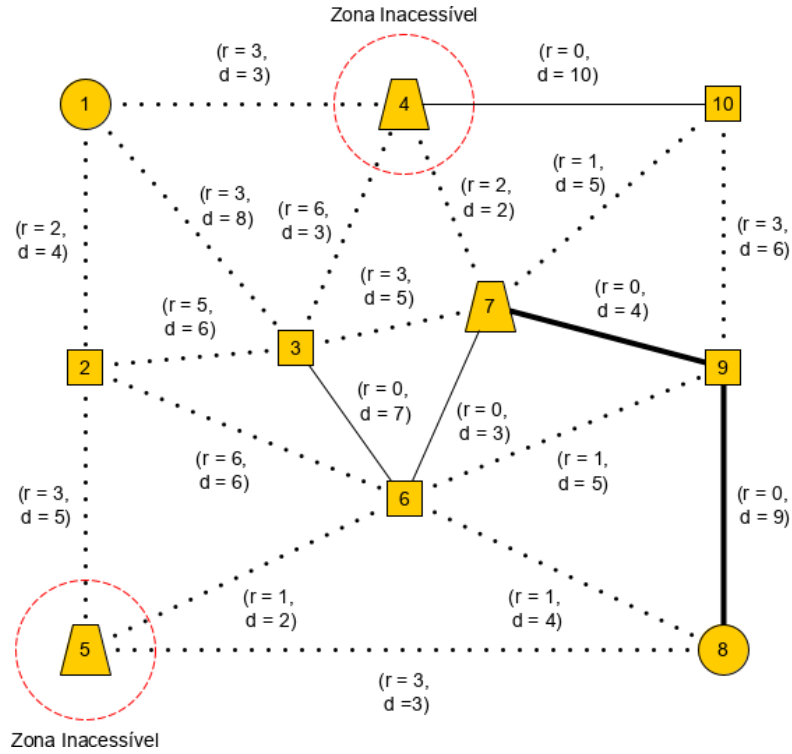 Zona Inacessível
(r = 3,
d = 3)
(r = 0,
d = 10)
1
4
10
(r = 3,
d = 8)
(r = 6,
d = 3)
(r = 2,
d = 2)
(r = 1,
d = 5)
(r = 2,
d = 4)
(r = 3,
d = 6)
(r = 3,
d = 5)
(r = 0,
d = 4)
(r = 5,
d = 6)
7
3
2
9
(r = 0,
d = 7)
(r = 0,
d = 3)
(r = 6,
d = 6)
(r = 1,
d = 5)
6
(r = 3,
d = 5)
(r = 0,
d = 9)
(r = 1,
d = 2)
(r = 1,
d = 4)
5
8
(r = 3,
d =3)
Zona Inacessível